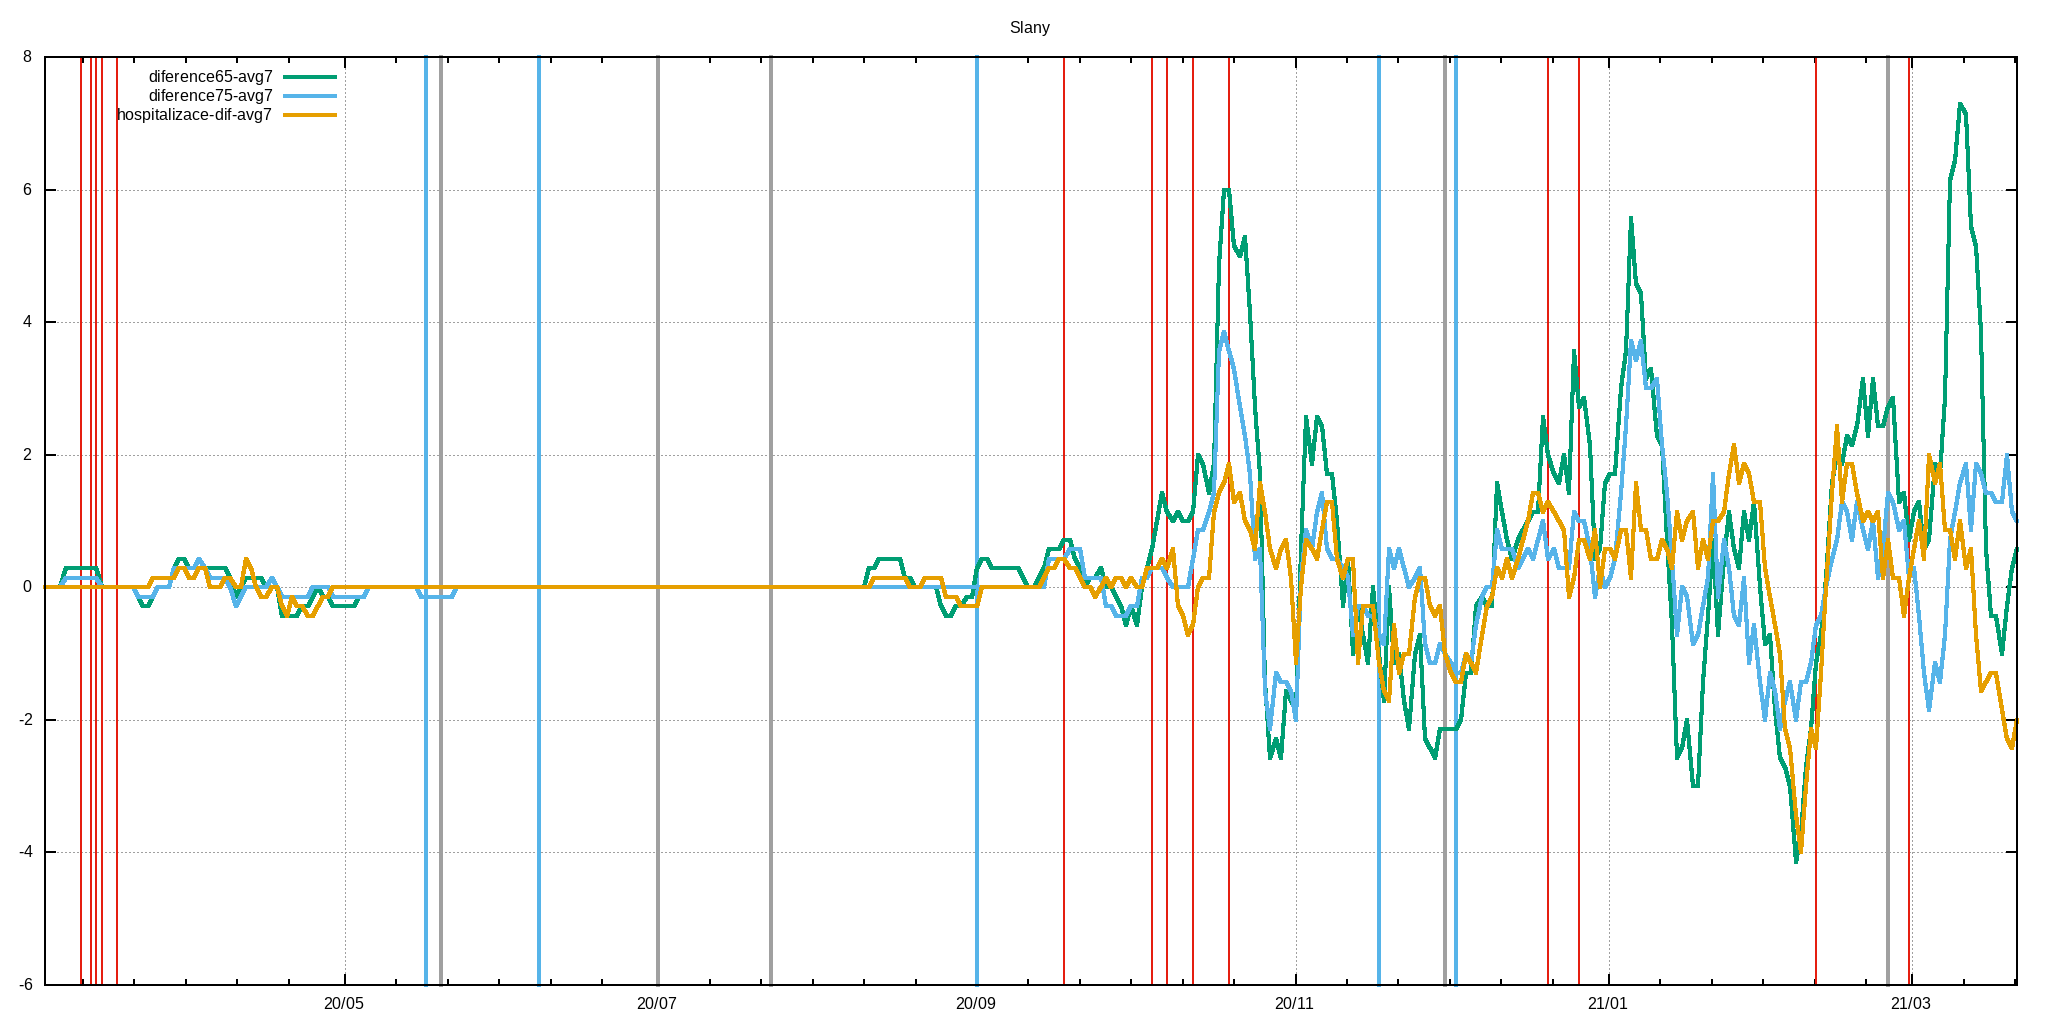 Slany
diference65-avg7
diference75-avg7
hospitalizace-dif-avg7
8
6
4
2
0
-2
-4
-6
20/05 20/07 20/09 20/11 21/01 21/03